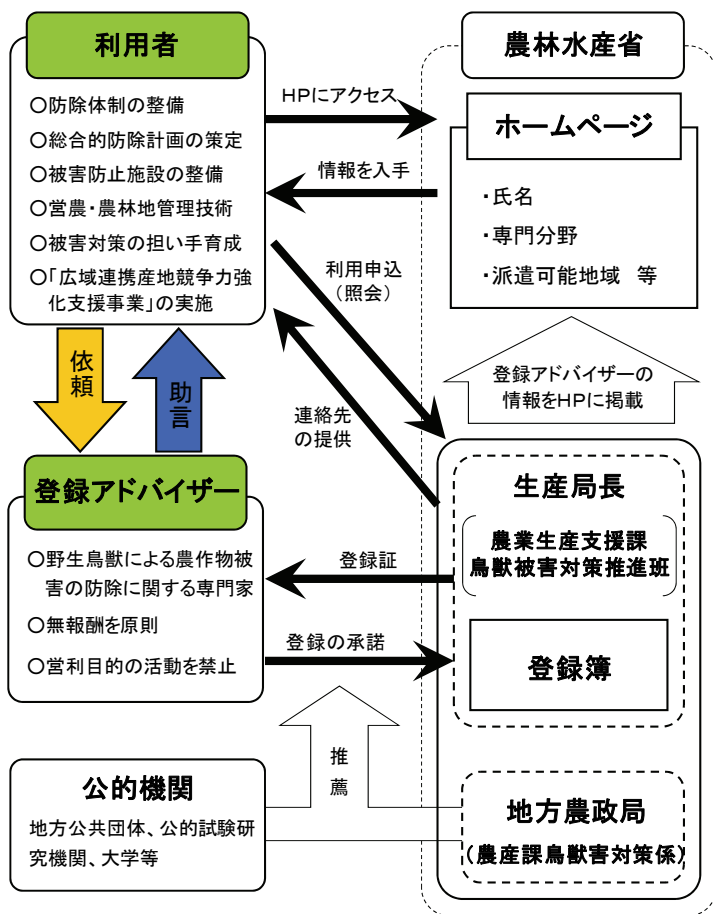 利用者
○防除体制の整備
○総合的防除計画の策定
○被害防止施設の整備
○営農・農林地管理技術
○被害対策の担い手育成
○「広域連携産地競争力強
化支援事業」の実施
HPにアクセス
情報を入手
利用申込
（照会）
連絡先
の提供
農林水産省
ホームページ
・氏名
・専門分野
・派遣可能地域　等
登録アドバイザーの
情報をHPに掲載
依頼
助言
登録アドバイザー
○野生鳥獣による農作物被
害の防除に関する専門家
○無報酬を原則
○営利目的の活動を禁止
登録証
登録の承諾
生産局長
農業生産支援課
鳥獣被害対策推進班
登録簿
推薦
公的機関
地方公共団体、公的試験研
究機関、大学等
地方農政局
（農産課鳥獣害対策係）